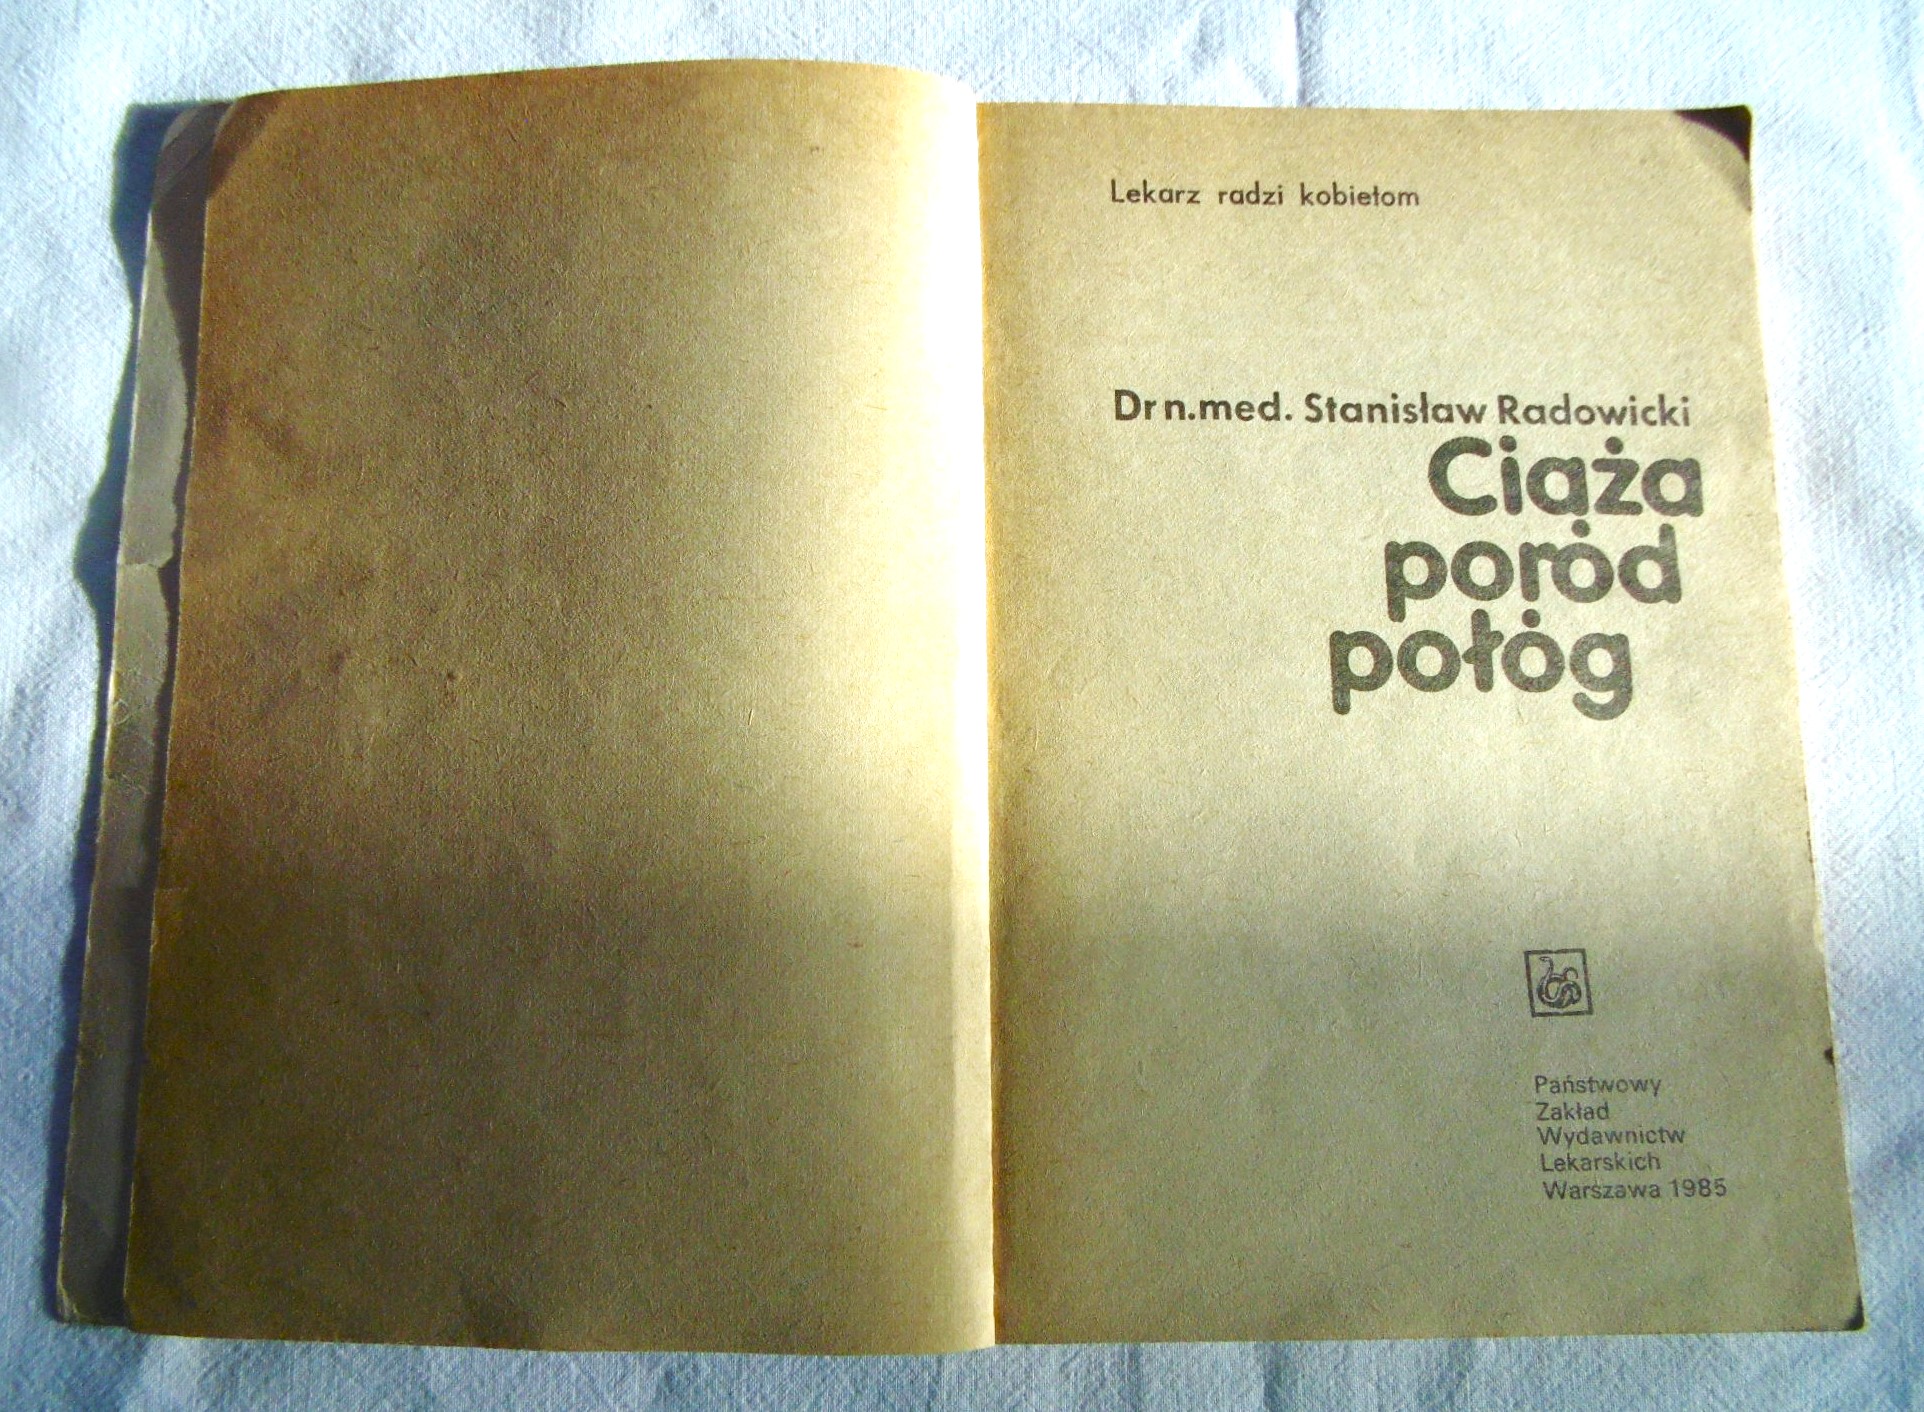 Lekarz radzi kobietom
Dr n.med. Stanisław Radowicki
Ciąża
poród
połóg
Państwowy
Zakład
Wydawnictw
Lekarskich
Warszawa 1985